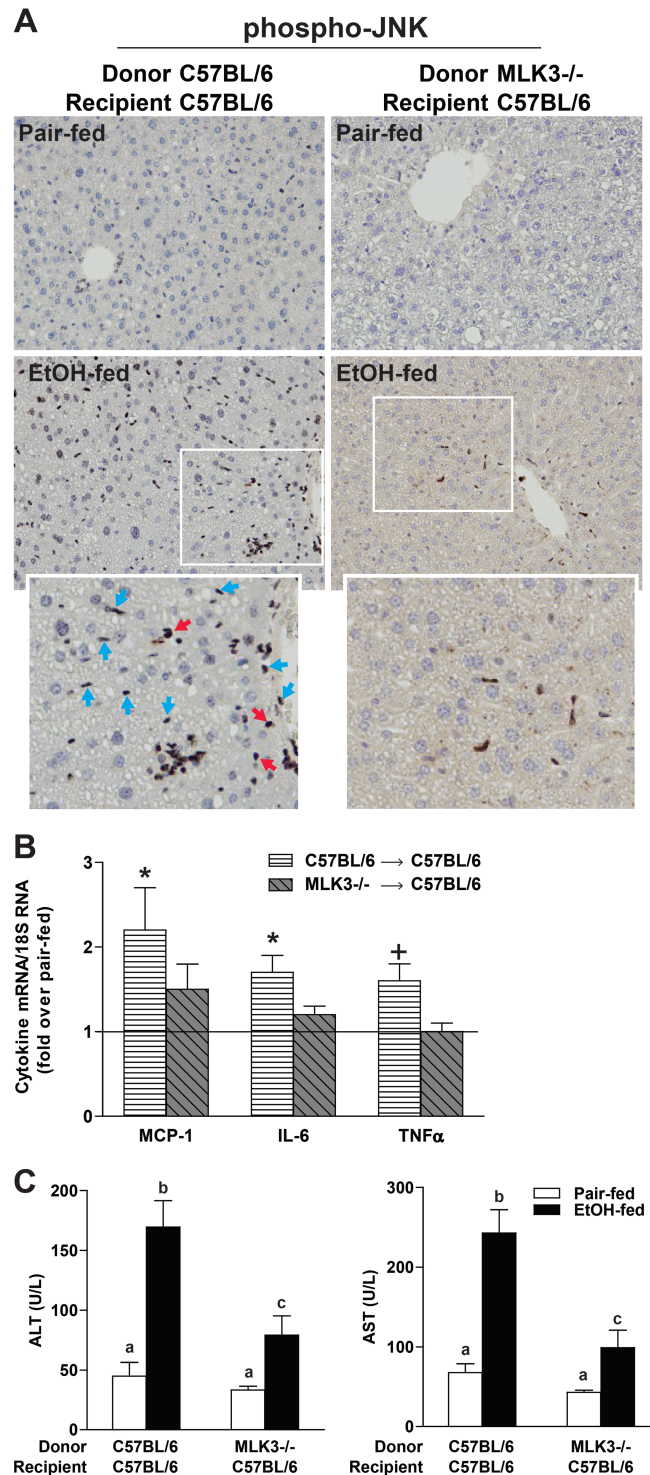 A
phospho-JNK
Donor C57BL/6
Recipient C57BL/6
Donor MLK3-/-
Recipient C57BL/6
Pair-fed
Pair-fed
EtOH-fed
EtOH-fed
B
Cytokine mRNA/18S RNA
(fold over pair-fed)
3
2
1
0
C57BL/6 → C57BL/6
MLK3-/- → C57BL/6
*
*
+
MCP-1 IL-6 TNFα
C
ALT (U/L)
200
150
100
50
0
a b a c
Donor C57BL/6 MLK3-/-
Recipient C57BL/6 C57BL/6
AST (U/L)
300
200
100
0
Pair-fed
EtOH-fed
a b a c
C57BL/6 MLK3-/-
C57BL/6 C57BL/6